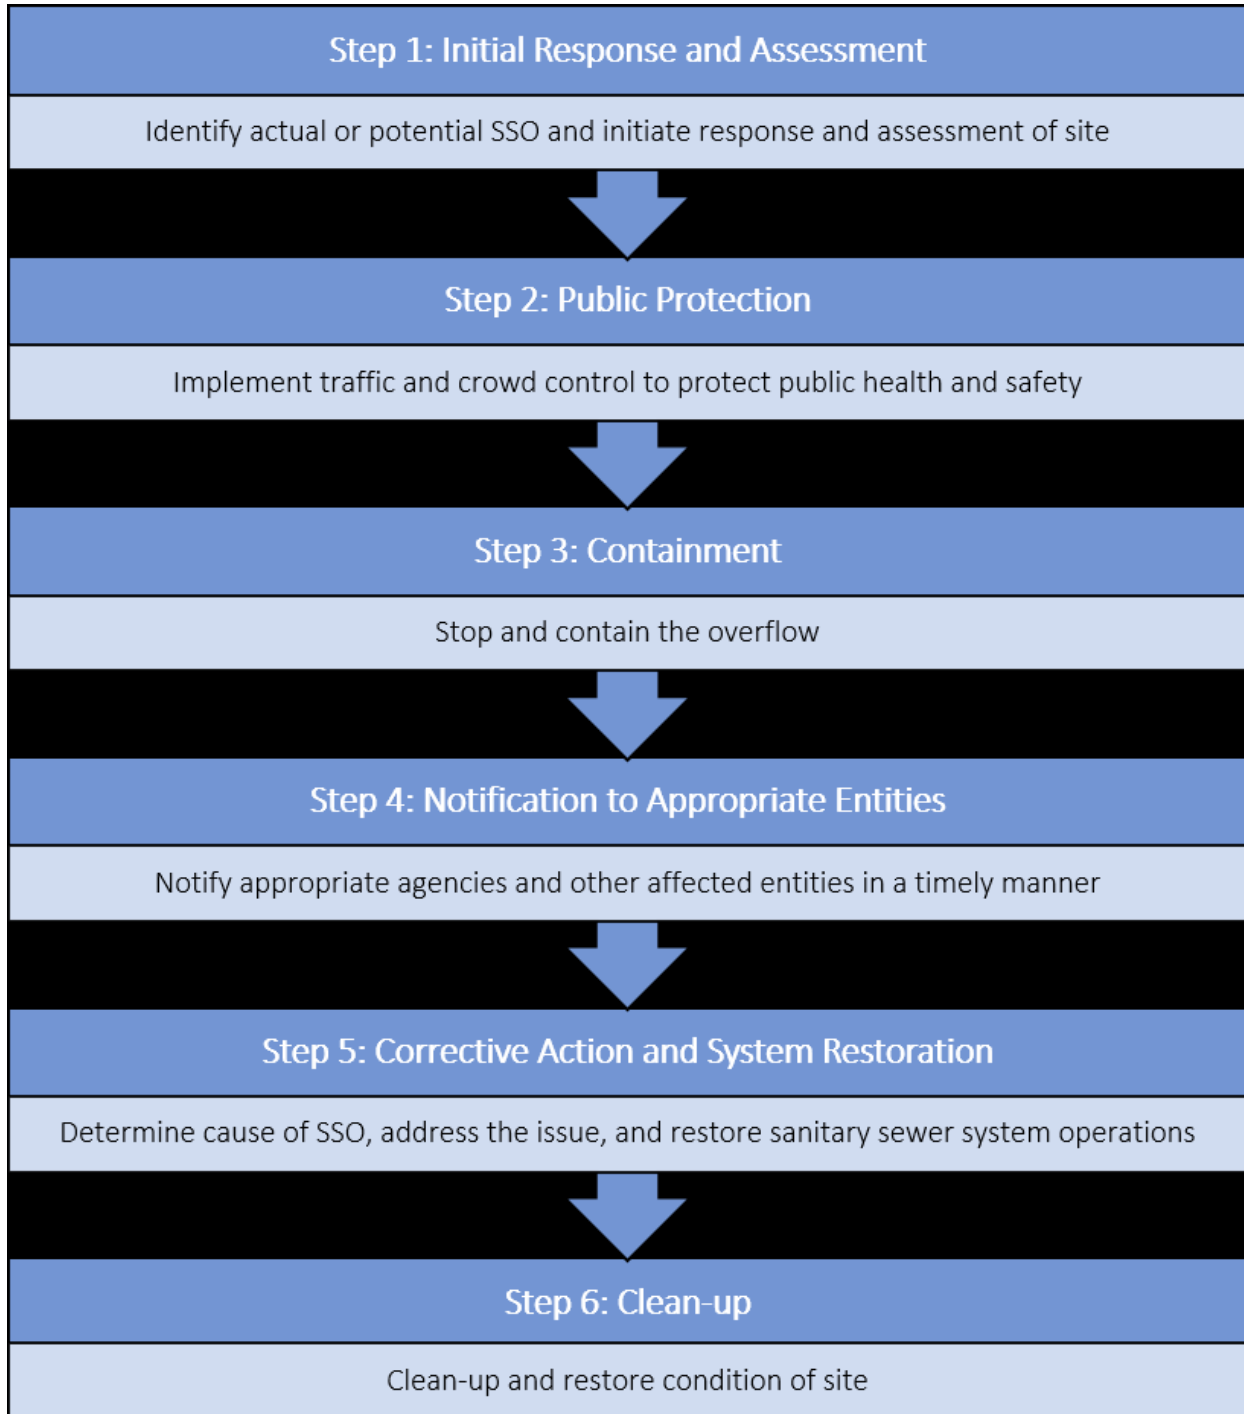 Step 1: Initial Response and Assessment
Identify actual or potential SSO and initiate response and assessment of site
Step 2: Public Protection
Implement traffic and crowd control to protect public health and safety
Step 3: Containment
Stop and contain the overflow
Step 4: Notification to Appropriate Entities
Notify appropriate agencies and other affected entities in a timely manner
Step 5: Corrective Action and System Restoration
Determine cause of SSO, address the issue, and restore sanitary sewer system operations
Step 6: Clean-up
Clean-up and restore condition of site